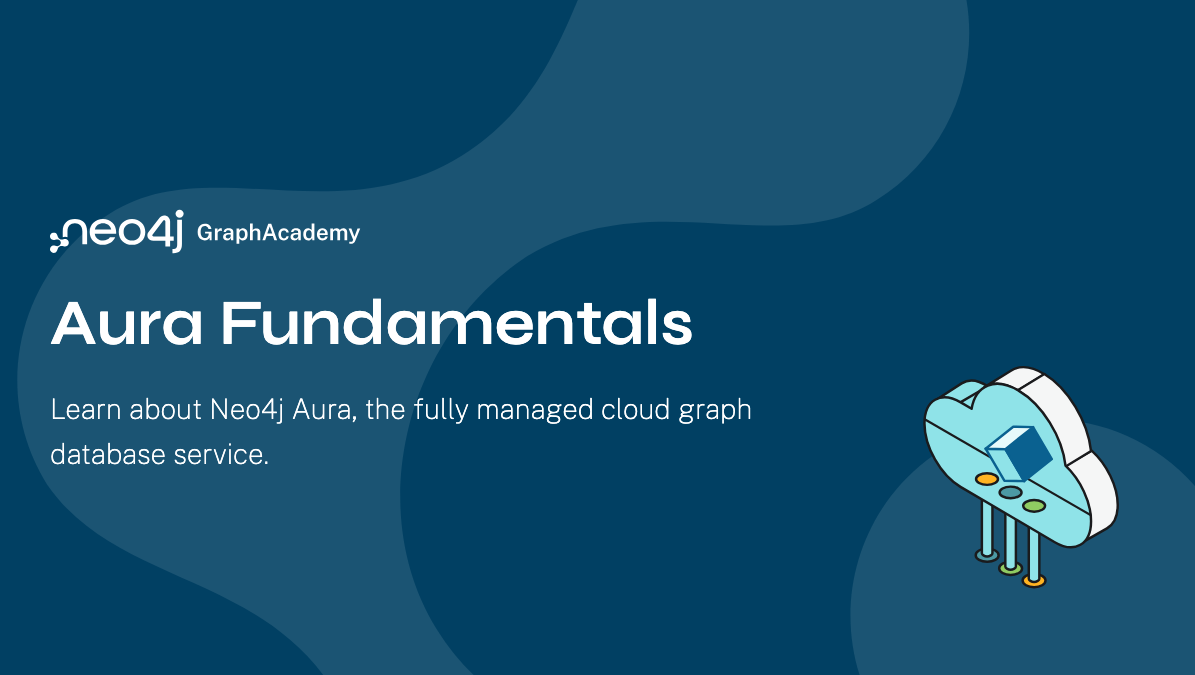 neo4j GraphAcademy
Aura Fundamentals
Learn about Neo4j Aura, the fully managed cloud graph
database service.